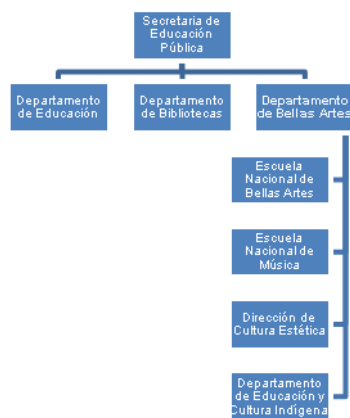 Secretaria de
Educación
Pública
Departamento
de Educación
Departamento
de Bibliotecas
Departamento
de Bellas Artes
Escuela
Nacional de
Bellas Artes
Escuela
Nacional de
Música
Dirección de
Cultura Estética
Departamento
de Educación y
Cultura Indígena